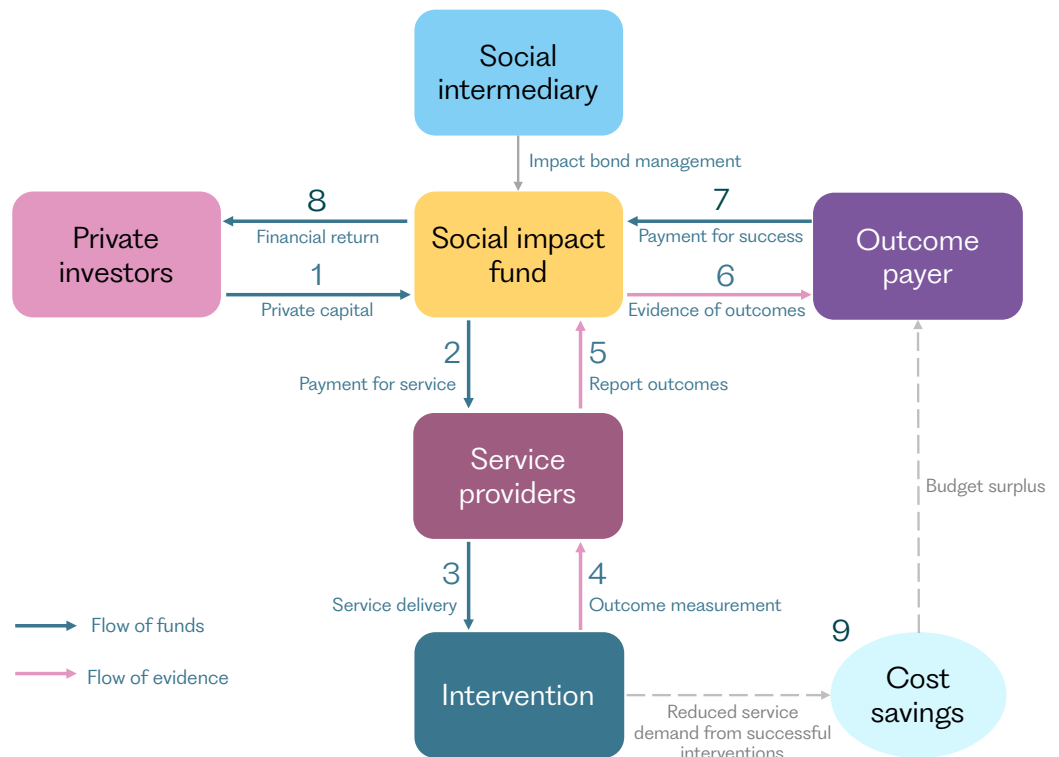 Social
intermediary
Impact bond management
Private
investors
8
Financial return
1
Private capital
Social impact
fund
7
Payment for success
6
Evidence of outcomes
Outcome
payer
2
Payment for service
5
Report outcomes
Service
providers
Budget surplus
3
Service delivery
4
Outcome measurement
Flow of funds
Flow of evidence
Intervention
Reduced service
demand from successful
interventions
9
Cost
savings